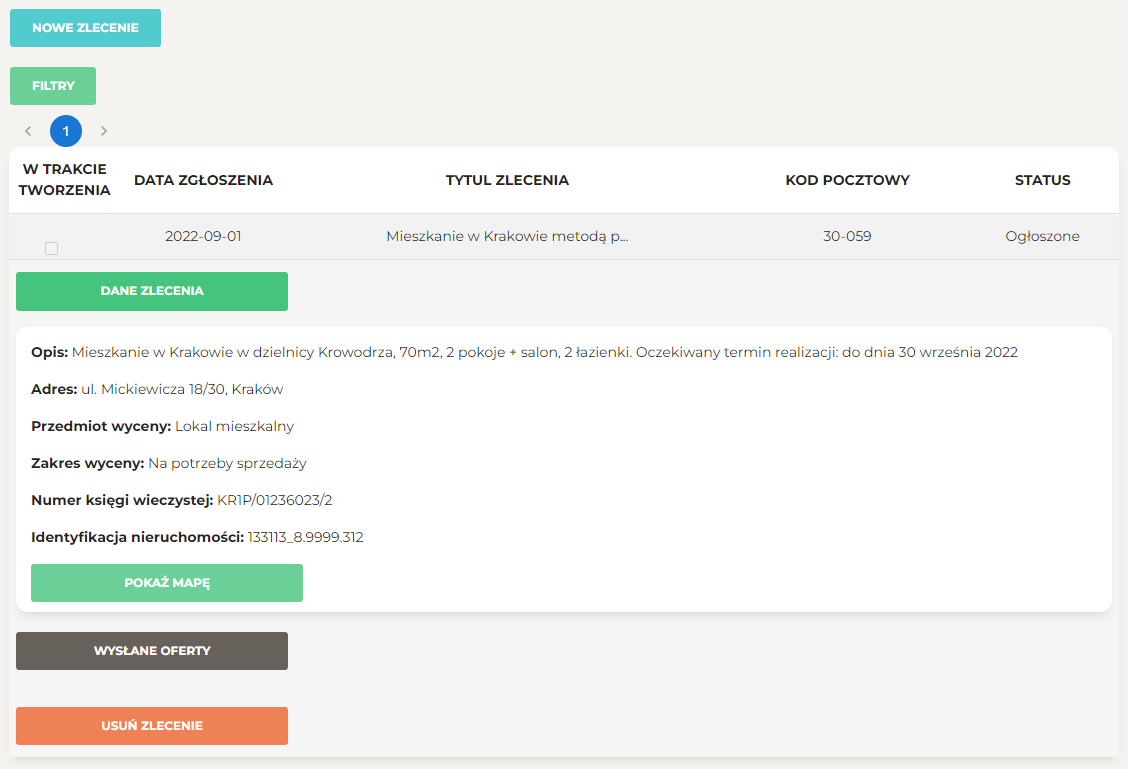 NOWE ZLECENIE
FILTRY
1
W TRAKCIE TWORZENIA DATA ZGŁOSZENIA TYTUL ZLECENIA KOD POCZTOWY STATUS
2022-09-01 Mieszkanie w Krakowie metodą p... 30-059 Ogłoszone
DANE ZLECENIA
Opis: Mieszkanie w Krakowie w dzielnicy Krowodrza, 70m2, 2 pokoje + salon, 2 łazienki. Oczekiwany termin realizacji: do dnia 30 września 2022
Adres: ul. Mickiewicza 18/30, Kraków
Przedmiot wyceny: Lokal mieszkalny
Zakres wyceny: Na potrzeby sprzedaży
Numer księgi wieczystej: KR1P/01236023/2
Identyfikacja nieruchomości: 133113_8.9999.312
POKAŻ MAPĘ
WYSŁANE OFERTY
USUŃ ZLECENIE